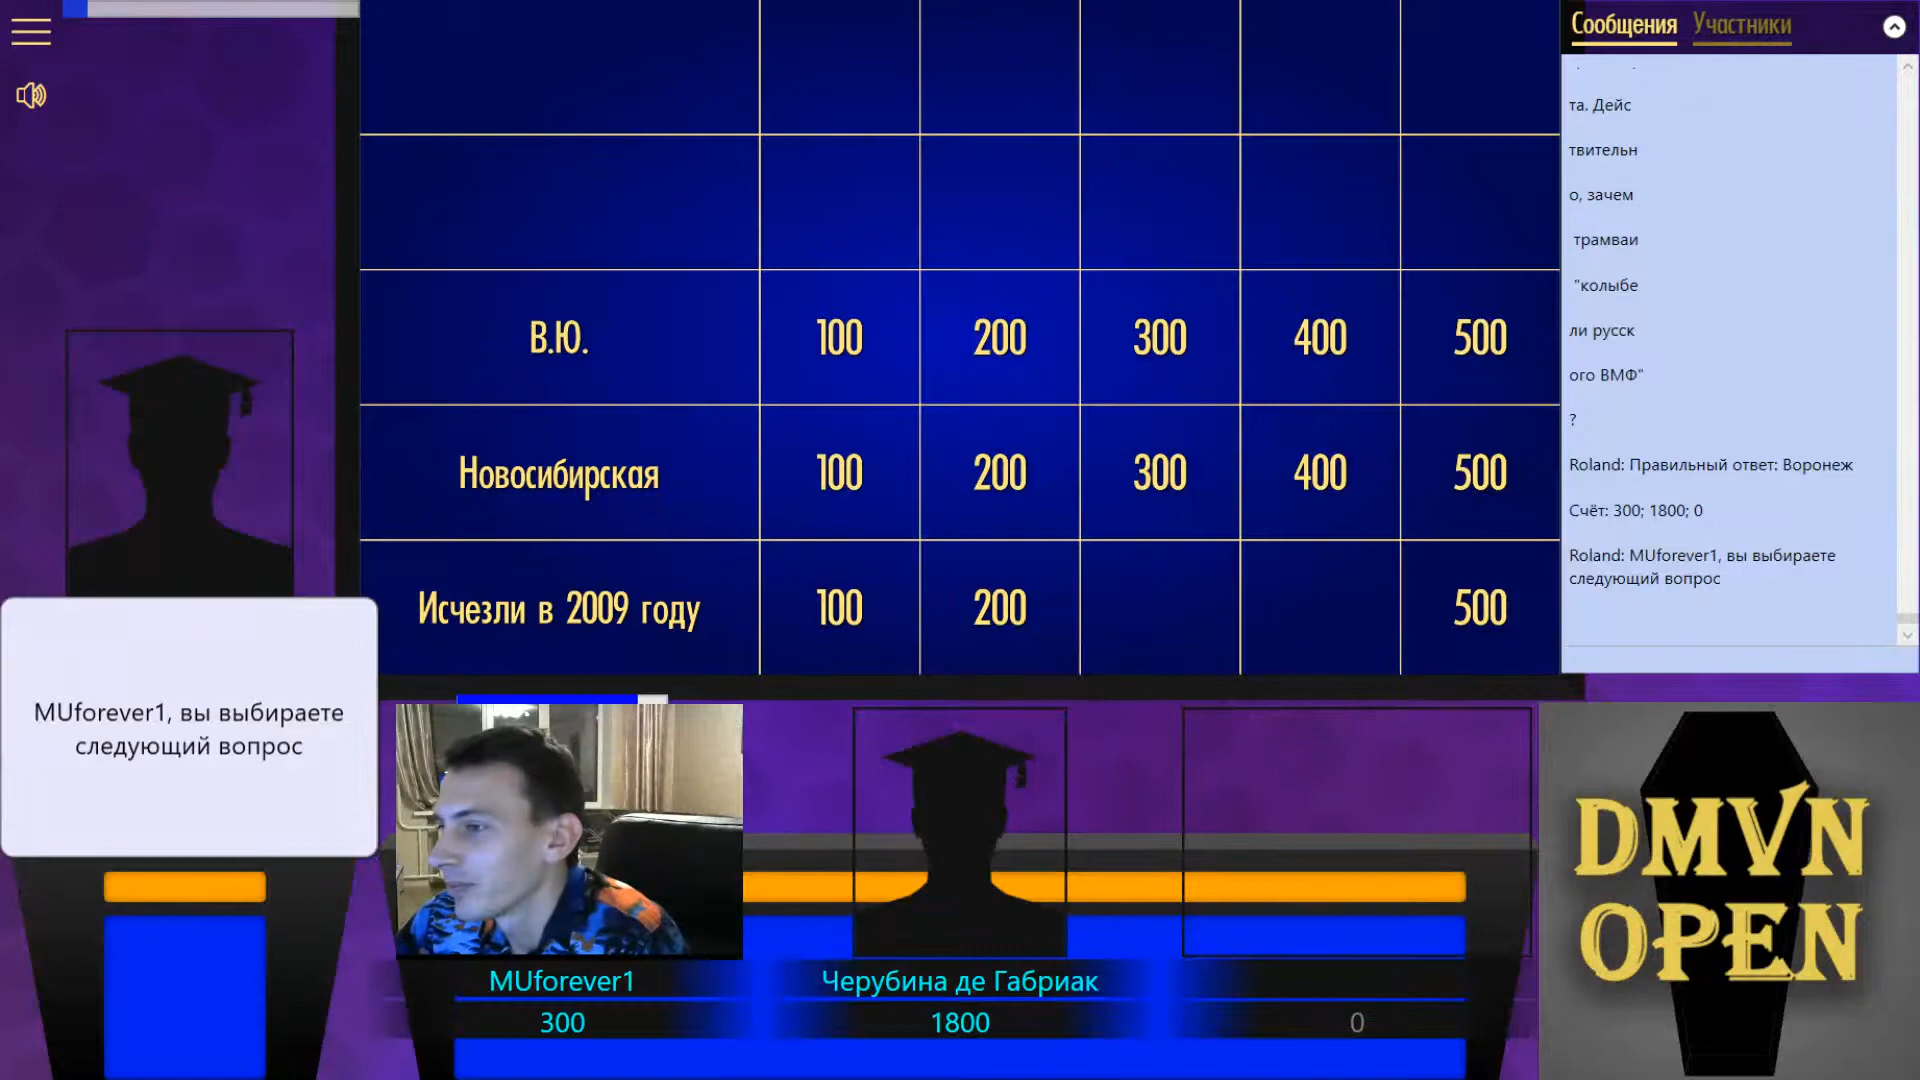 Сообщения Участники
та. Дейс
твительн
о, зачем
трамваи
"колыбе
ли русск
ого ВМФ"
?
Roland: Правильный ответ: Воронеж
Счёт: 300; 1800; 0
Roland: MUforever1, вы выбираете
следующий вопрос
В.Ю. 100 200 300 400 500
Новосибирская 100 200 300 400 500
Исчезли в 2009 году 100 200 500
MUforever1, вы выбираете
следующий вопрос
MUforever1 Черубина де Габриак
300 1800 0
DMVN
OPEN